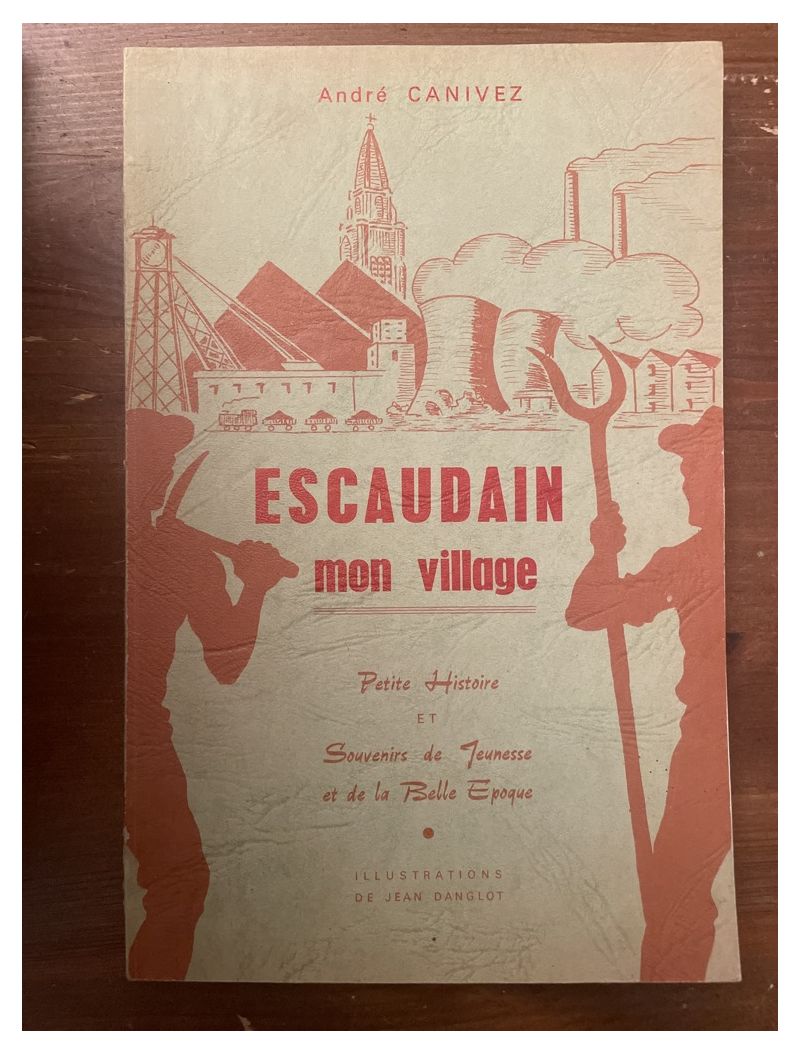 André CANIVEZ
ESCAUDAIN
mon village
Petite Histoire
ET
Souvenirs de Jeunesse
et de la Belle Epoque
ILLUSTRATIONS
DE JEAN DANGLOT